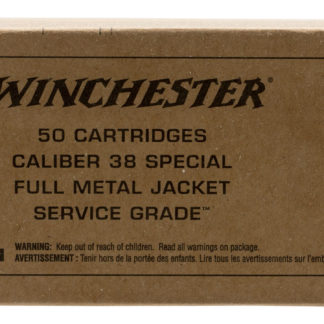 WINCHESTER
50 CARTRIDGES
CALIBER 38 SPECIAL
FULL METAL JACKET
SERVICE GRADE™
WARNING: Keep out of reach of children. Read all warnings on package.
AVERTISSEMENT : Tenir hors de la portée des enfants. Lire tous les avertissements sur